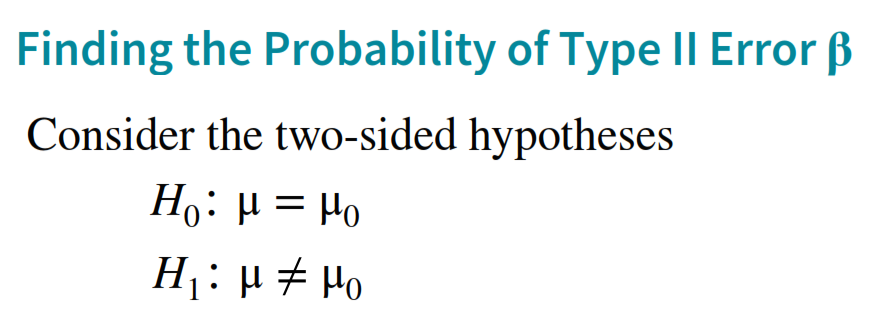 Finding the Probability of Type II Error β
Consider the two-sided hypotheses
H₀: μ = μ₀
H₁: μ ≠ μ₀